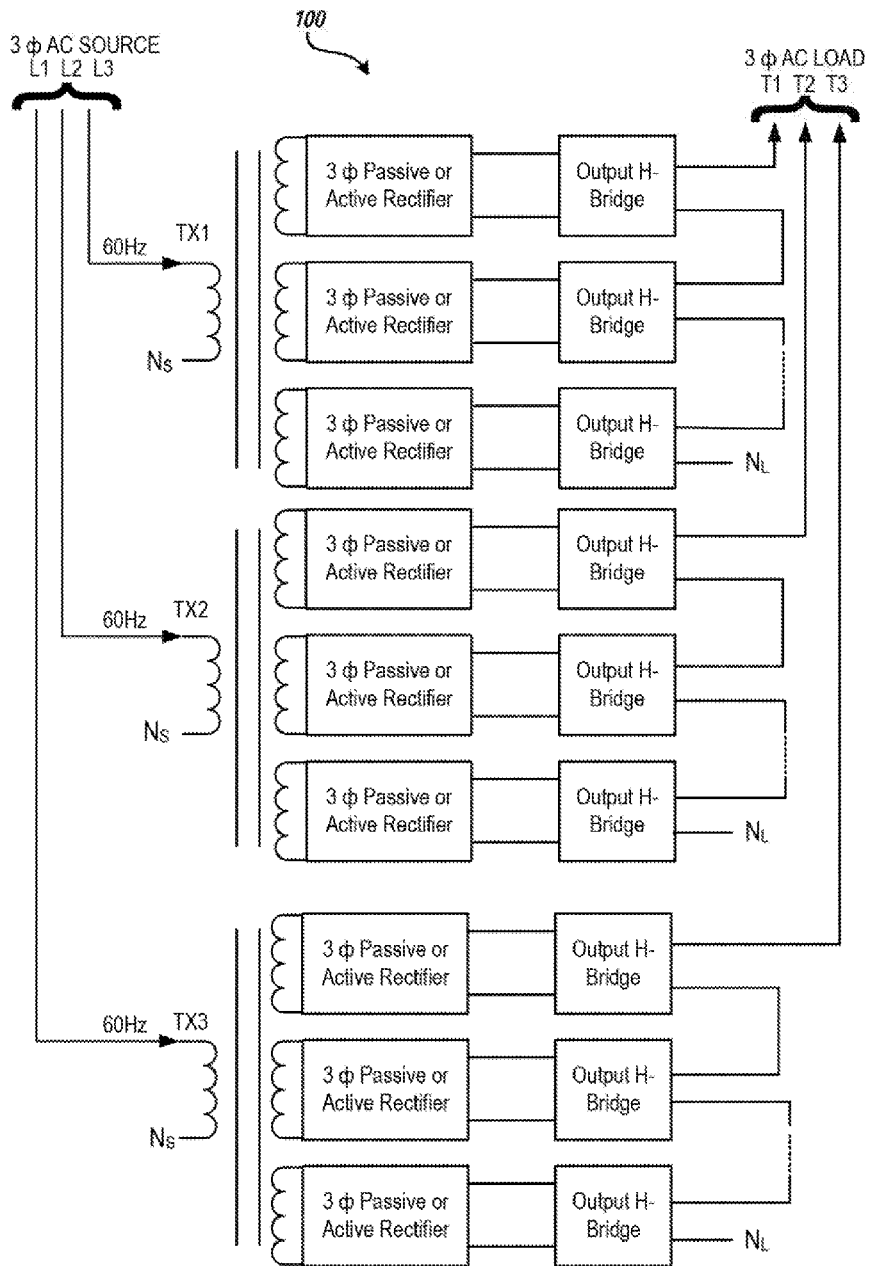 100
3 ф AC SOURCE
L1 L2 L3
3 ф AC LOAD
T1 T2 T3
3 ф Passive or
Active Rectifier
Output H-
Bridge
60Hz
TX1
3 ф Passive or
Active Rectifier
Output H-
Bridge
NS
3 ф Passive or
Active Rectifier
Output H-
Bridge
NL
3 ф Passive or
Active Rectifier
Output H-
Bridge
60Hz
TX2
3 ф Passive or
Active Rectifier
Output H-
Bridge
NS
3 ф Passive or
Active Rectifier
Output H-
Bridge
NL
3 ф Passive or
Active Rectifier
Output H-
Bridge
60Hz
TX3
3 ф Passive or
Active Rectifier
Output H-
Bridge
NS
3 ф Passive or
Active Rectifier
Output H-
Bridge
NL